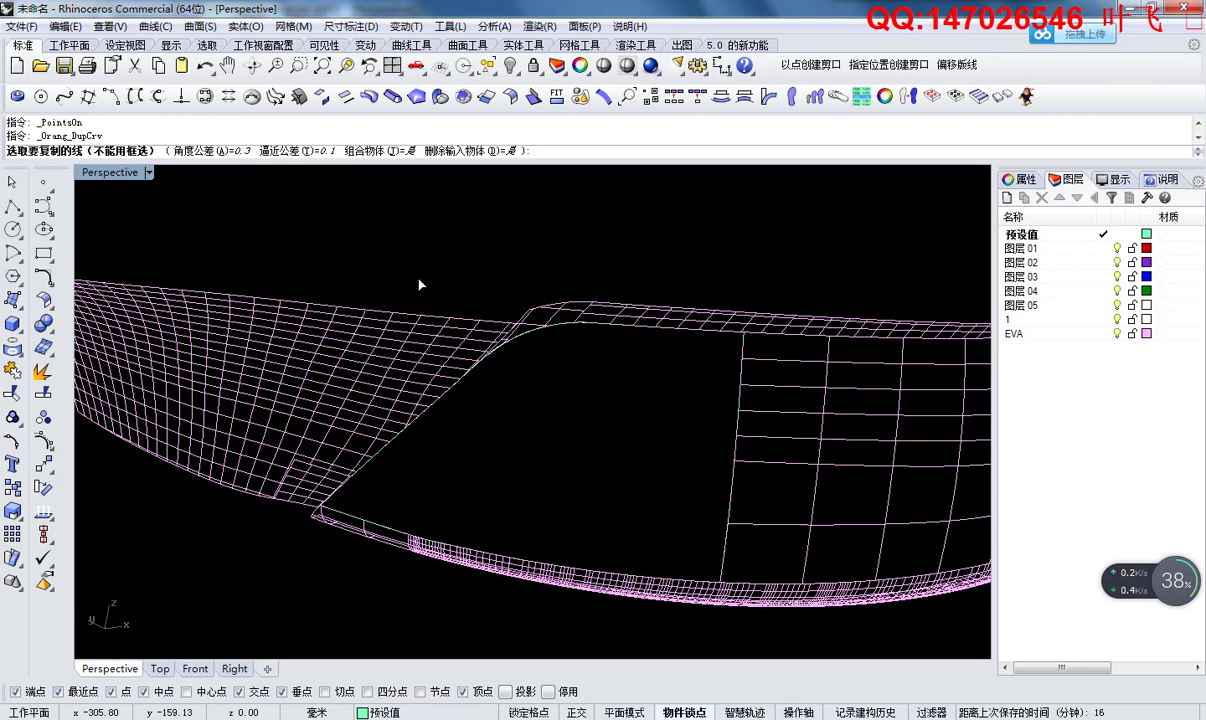 未命名 - Rhinoceros Commercial (64位) - [Perspective]
QQ:147026546 叶飞
文件(F) 编辑(E) 查看(V) 曲线(C) 曲面(S) 实体(O) 网格(M) 尺寸标注(D) 变动(T) 工具(L) 分析(A) 渲染(R) 面板(P) 说明(H)
拖拽上传
标准 工作平面 设定视图 显示 选取 工作视窗配置 可见性 变动 曲线工具 曲面工具 实体工具 网格工具 渲染工具 出图 5.0 的新功能
以点创建剪口 指定位置创建剪口 偏移版线
FIT
指令: _PointsOn
指令: _Orang_DupCrv
选取要复制的线(不能用框选) ( 角度公差(A)=0.3 逼近公差(T)=0.1 组合物体(J)=是 删除输入物体(D)=是 ):
Perspective
属性 图层 显示 说明
名称 材质
预设值
图层 01
图层 02
图层 03
图层 04
图层 05
1
EVA
0.2K/s
0.4K/s
38%
z
y
x
Perspective Top Front Right
端点 最近点 点 中点 中心点 交点 垂点 切点 四分点 节点 顶点 投影 停用
工作平面 x -305.80 y -159.13 z 0.00 毫米 预设值 锁定格点 正交 平面模式 物件锁点 智慧轨迹 操作轴 记录建构历史 过滤器 距离上次保存的时间 (分钟): 16